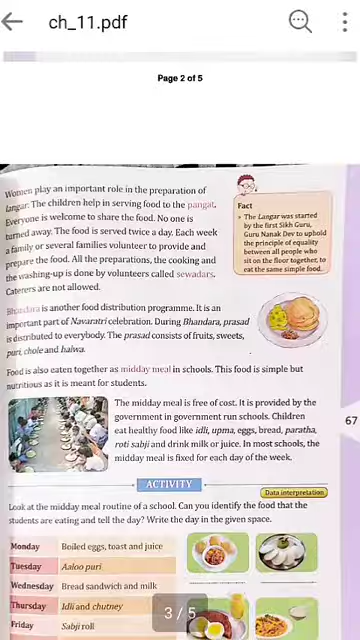 ch_11.pdf
Page 2 of 5
Women play an important role in the preparation of
langar. The children help in serving food to the pangat.
Everyone is welcome to share the food. No one is
turned away. The food is served twice a day. Each week
a family or several families volunteer to provide and
prepare the food. All the preparations, the cooking and
the washing-up is done by volunteers called sewadars.
Caterers are not allowed.
Fact
• The Langar was started
by the first Sikh Guru,
Guru Nanak Dev to uphold
the principle of equality
between all people who
sit on the floor together, to
eat the same simple food.
Bhandara is another food distribution programme. It is an
important part of Navaratri celebration. During Bhandara, prasad
is distributed to everybody. The prasad consists of fruits, sweets,
puri, chole and halwa.
Food is also eaten together as midday meal in schools. This food is simple but
nutritious as it is meant for students.
The midday meal is free of cost. It is provided by the
government in government run schools. Children
eat healthy food like idli, upma, eggs, bread, paratha,
roti sabji and drink milk or juice. In most schools, the
midday meal is fixed for each day of the week.
67
ACTIVITY
Data interpretation
Look at the midday meal routine of a school. Can you identify the food that the
students are eating and tell the day? Write the day in the given space.
Monday Boiled eggs, toast and juice
Tuesday Aaloo puri
Wednesday Bread sandwich and milk
Thursday Idli and chutney
Friday Sabji roll
3 / 5